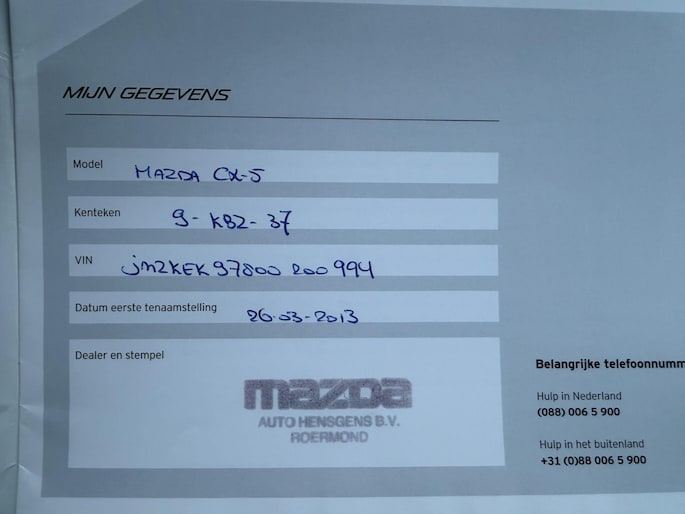 MIJN GEGEVENS
Model MAZDA CX-5
Kenteken 9-KBZ-37
VIN jmZKEK97800200994
Datum eerste tenaamstelling 26-03-2013
Dealer en stempel
mazda
AUTO HENSGENS B.V.
ROERMOND
Belangrijke telefoonnumm
Hulp in Nederland
(088) 006 5 900
Hulp in het buitenland
+31 (0)88 006 5 900